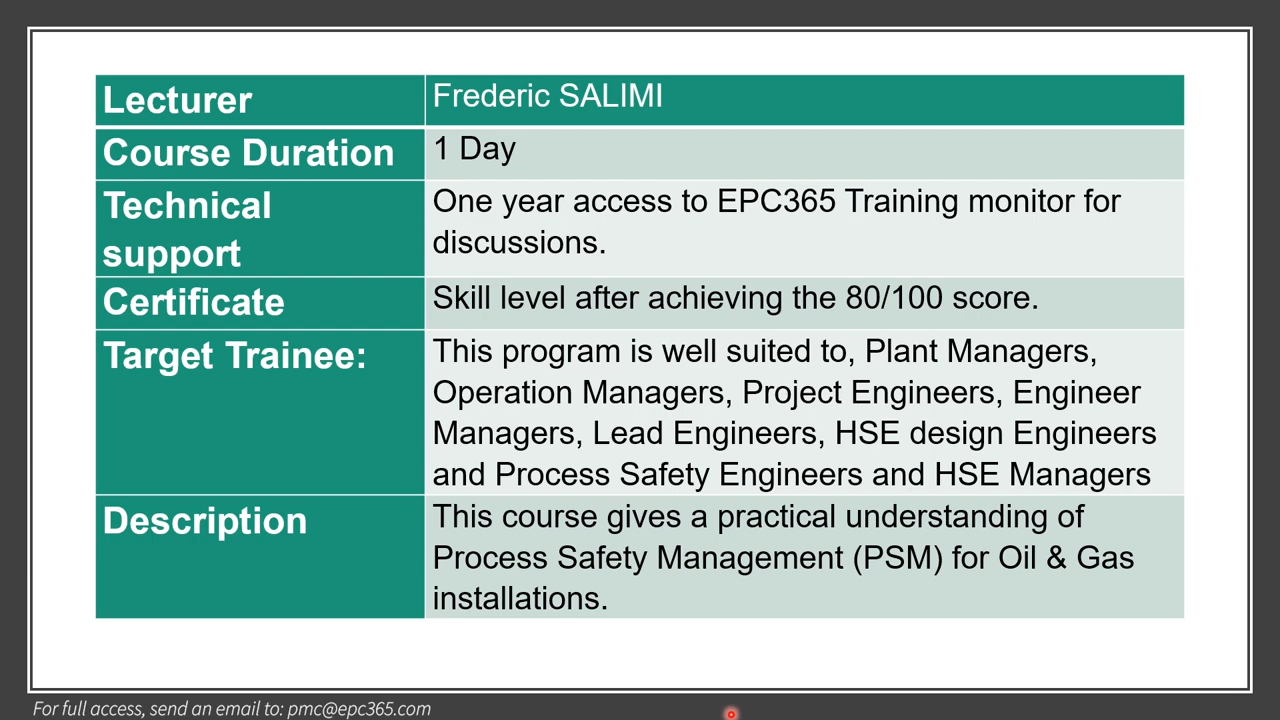 Lecturer
Frederic SALIMI
Course Duration
1 Day
Technical
support
One year access to EPC365 Training monitor for
discussions.
Certificate
Skill level after achieving the 80/100 score.
Target Trainee:
This program is well suited to, Plant Managers,
Operation Managers, Project Engineers, Engineer
Managers, Lead Engineers, HSE design Engineers
and Process Safety Engineers and HSE Managers
Description
This course gives a practical understanding of
Process Safety Management (PSM) for Oil & Gas
installations.
For full access, send an email to: pmc@epc365.com